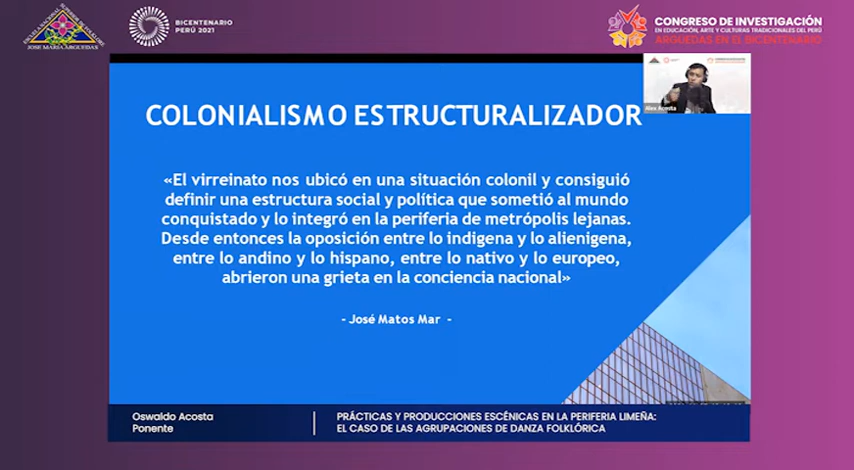 ESCUELA NACIONAL SUPERIOR DE FOLKLORE
JOSÉ MARÍA ARGUEDAS
BICENTENARIO
PERÚ 2021
CONGRESO DE INVESTIGACIÓN
EN EDUCACIÓN, ARTE Y CULTURAS TRADICIONALES DEL PERÚ
ARGUEDAS EN EL BICENTENARIO
Alex Acosta
COLONIALISMO ESTRUCTURALIZADOR
«El virreinato nos ubicó en una situación colonil y consiguió
definir una estructura social y política que sometió al mundo
conquistado y lo integró en la periferia de metrópolis lejanas.
Desde entonces la oposición entre lo indigena y lo alienigena,
entre lo andino y lo hispano, entre lo nativo y lo europeo,
abrieron una grieta en la conciencia nacional»
- José Matos Mar -
Oswaldo Acosta
Ponente
PRÁCTICAS Y PRODUCCIONES ESCÉNICAS EN LA PERIFERIA LIMEÑA:
EL CASO DE LAS AGRUPACIONES DE DANZA FOLKLÓRICA